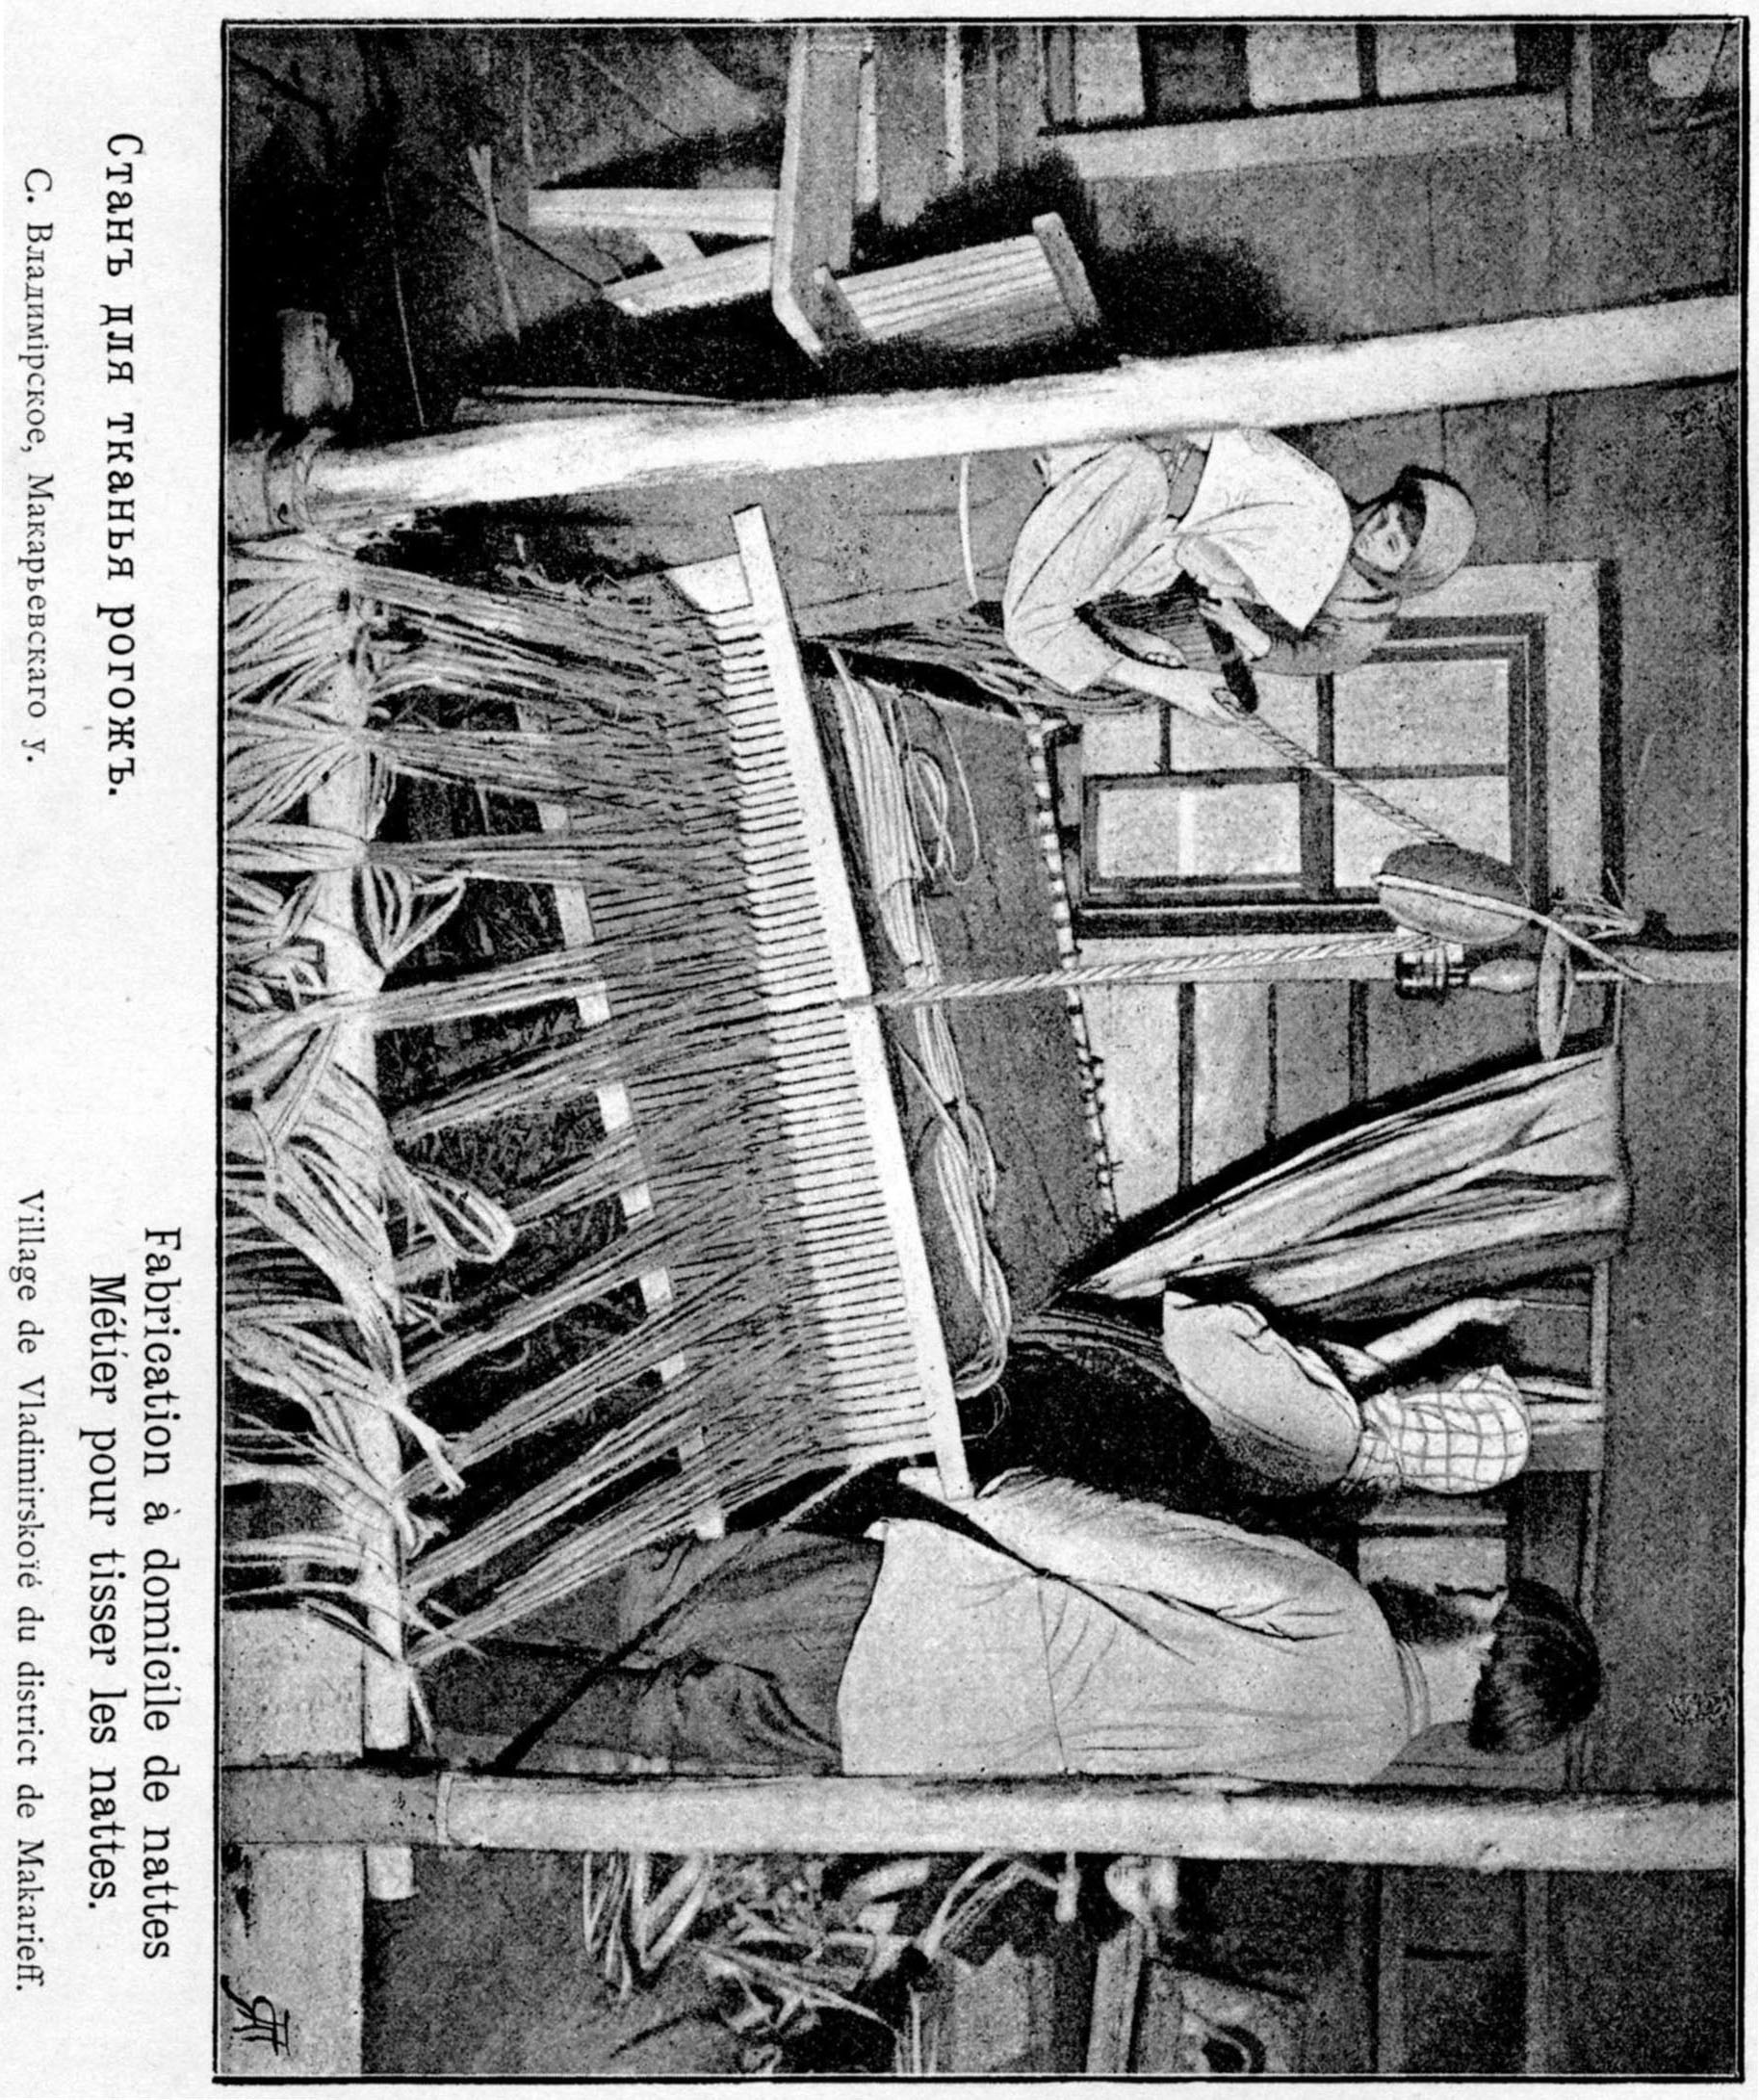 Станъ для тканья рогожъ.
С. Владимірское, Макарьевскаго у.
Fabrication à domicile de nattes
Métier pour tisser les nattes.
Village de Vladimirskoïé du district de Makarieff.